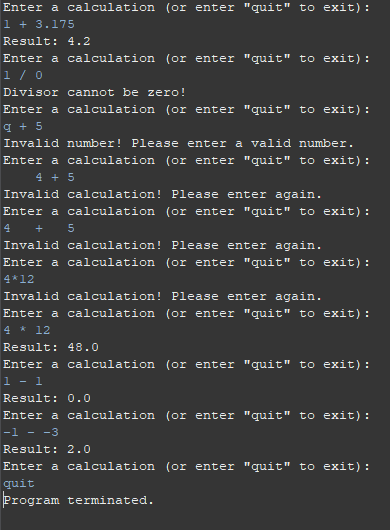 Enter a calculation (or enter "quit" to exit):
1 + 3.175
Result: 4.2
Enter a calculation (or enter "quit" to exit):
1 / 0
Divisor cannot be zero!
Enter a calculation (or enter "quit" to exit):
q + 5
Invalid number! Please enter a valid number.
Enter a calculation (or enter "quit" to exit):
    4 + 5
Invalid calculation! Please enter again.
Enter a calculation (or enter "quit" to exit):
4   +   5
Invalid calculation! Please enter again.
Enter a calculation (or enter "quit" to exit):
4*12
Invalid calculation! Please enter again.
Enter a calculation (or enter "quit" to exit):
4 * 12
Result: 48.0
Enter a calculation (or enter "quit" to exit):
1 - 1
Result: 0.0
Enter a calculation (or enter "quit" to exit):
-1 - -3
Result: 2.0
Enter a calculation (or enter "quit" to exit):
quit
Program terminated.